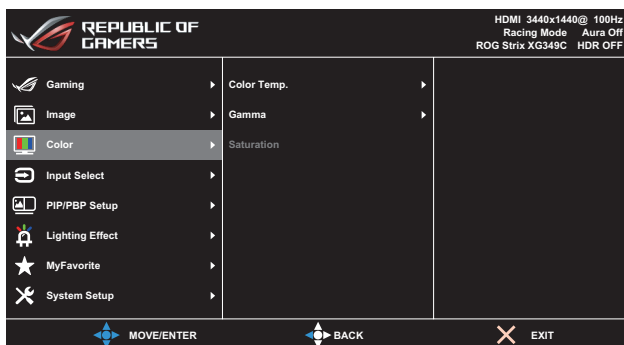 REPUBLIC OF
GAMERS
HDMI 3440x1440@ 100Hz
Racing Mode Aura Off
ROG Strix XG349C HDR OFF
Gaming
Image
Color
Input Select
PIP/PBP Setup
Lighting Effect
MyFavorite
System Setup
Color Temp.
Gamma
Saturation
MOVE/ENTER
BACK
EXIT